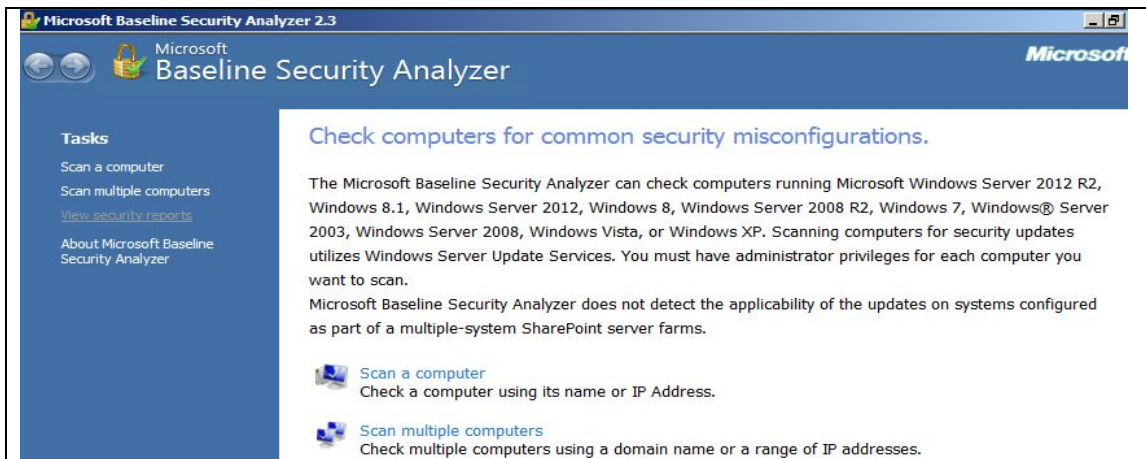 Microsoft Baseline Security Analyzer 2.3
Microsoft
Baseline Security Analyzer
Microsoft
Tasks
Scan a computer
Scan multiple computers
View security reports
About Microsoft Baseline
Security Analyzer
Check computers for common security misconfigurations.
The Microsoft Baseline Security Analyzer can check computers running Microsoft Windows Server 2012 R2,
Windows 8.1, Windows Server 2012, Windows 8, Windows Server 2008 R2, Windows 7, Windows® Server
2003, Windows Server 2008, Windows Vista, or Windows XP. Scanning computers for security updates
utilizes Windows Server Update Services. You must have administrator privileges for each computer you
want to scan.
Microsoft Baseline Security Analyzer does not detect the applicability of the updates on systems configured
as part of a multiple-system SharePoint server farms.
Scan a computer
Check a computer using its name or IP Address.
Scan multiple computers
Check multiple computers using a domain name or a range of IP addresses.